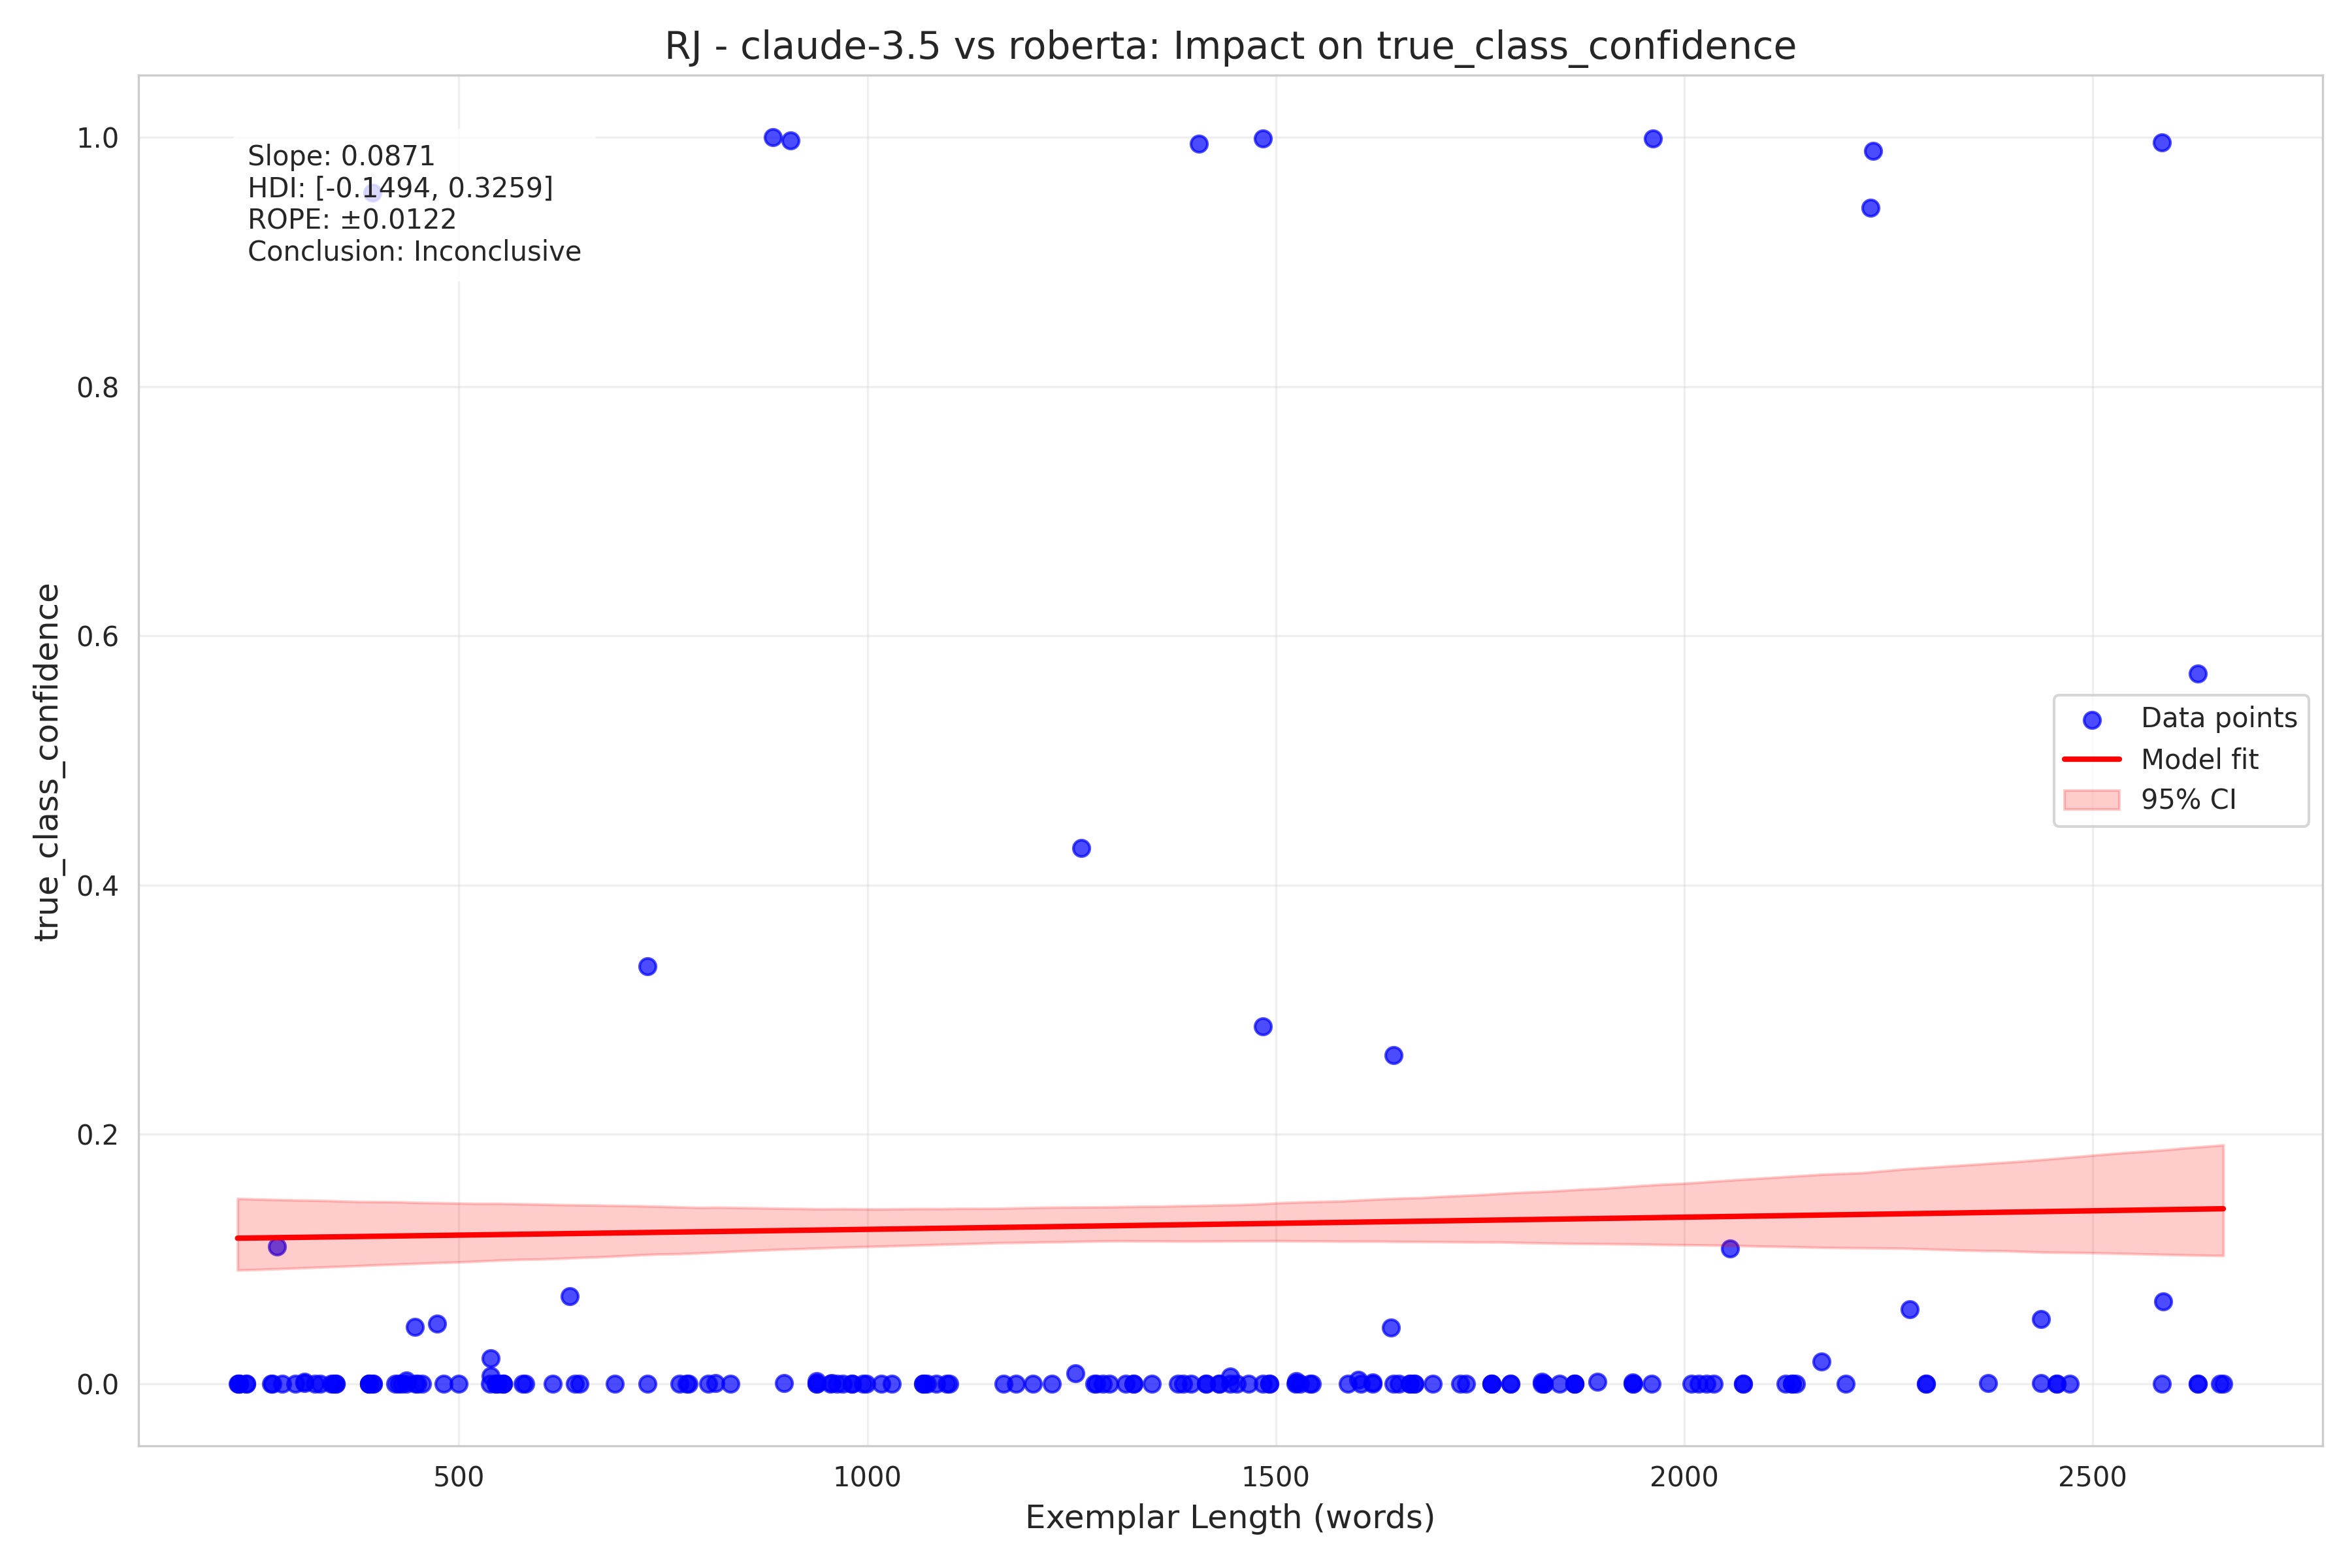 RJ - claude-3.5 vs roberta: Impact on true_class_confidence
Slope: 0.0871
HDI: [-0.1494, 0.3259]
ROPE: ±0.0122
Conclusion: Inconclusive
1.0
0.8
0.6
0.4
0.2
0.0
true_class_confidence
Data points
Model fit
95% CI
500
1000
1500
2000
2500
Exemplar Length (words)